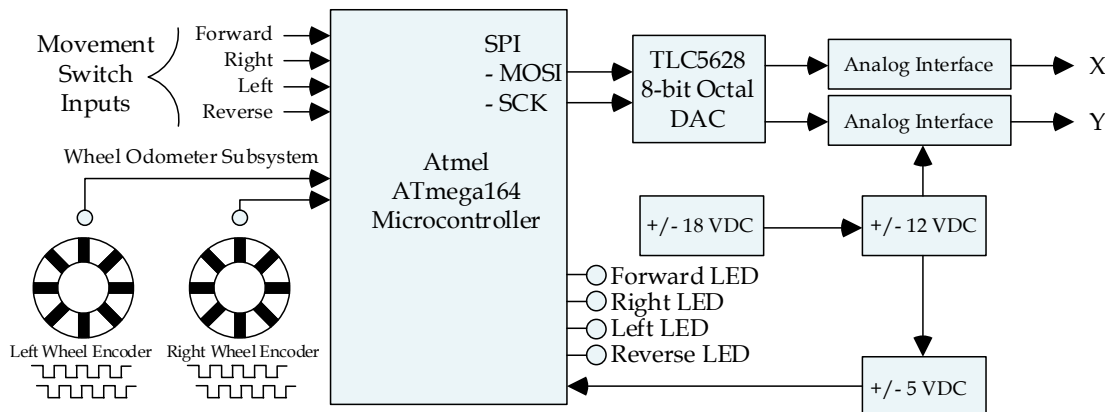 Movement
Switch
Inputs
Forward
Right
Left
Reverse
Wheel Odometer Subsystem
Left Wheel Encoder
Right Wheel Encoder
SPI
- MOSI
- SCK
Atmel
ATmega164
Microcontroller
TLC5628
8-bit Octal
DAC
Analog Interface
X
Analog Interface
Y
+/- 18 VDC
+/- 12 VDC
Forward LED
Right LED
Left LED
Reverse LED
+/- 5 VDC